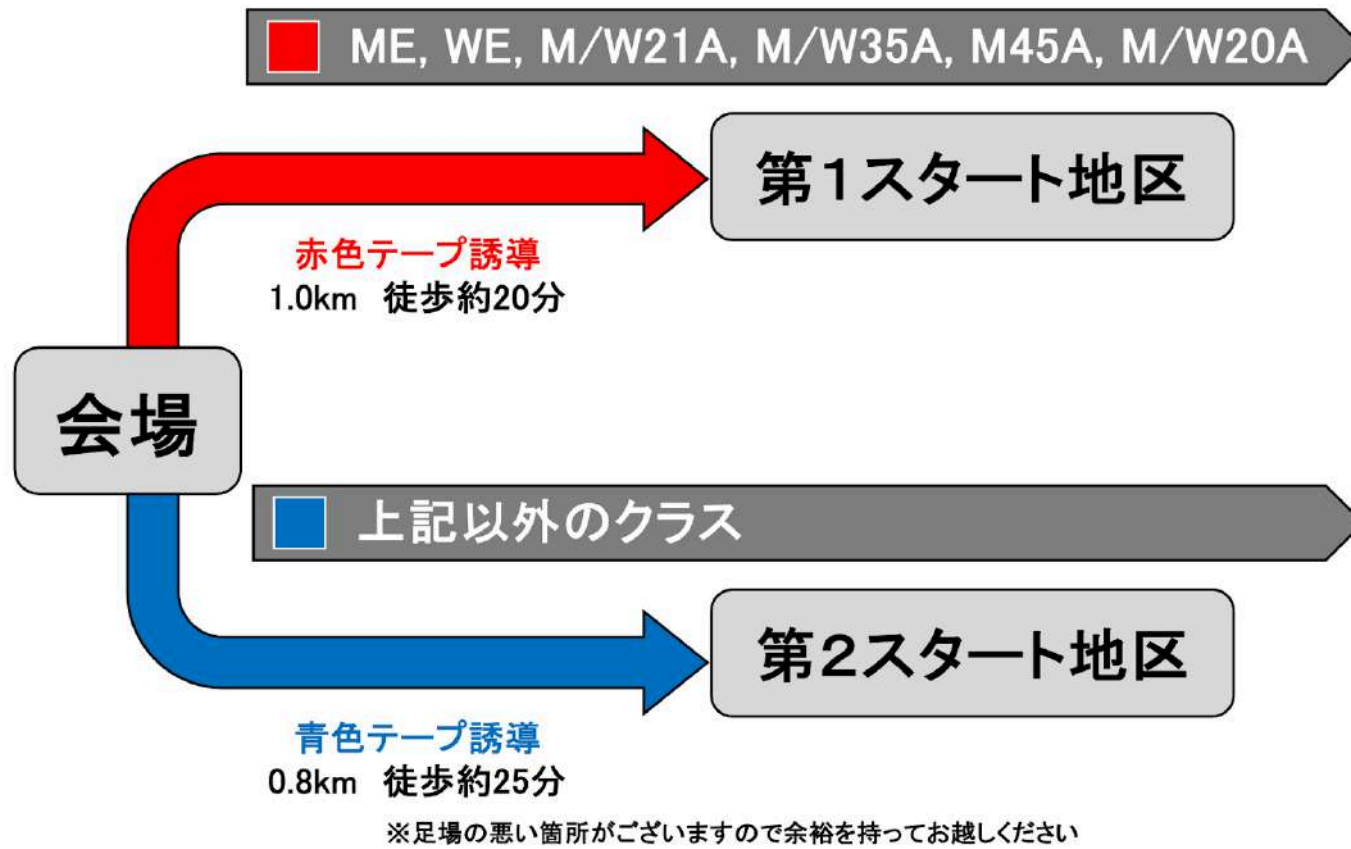 ME, WE, M/W21A, M/W35A, M45A, M/W20A
第1スタート地区
赤色テープ誘導
1.0km 徒歩約20分
会場
上記以外のクラス
第2スタート地区
青色テープ誘導
0.8km 徒歩約25分
※足場の悪い箇所がございますので余裕を持ってお越しください